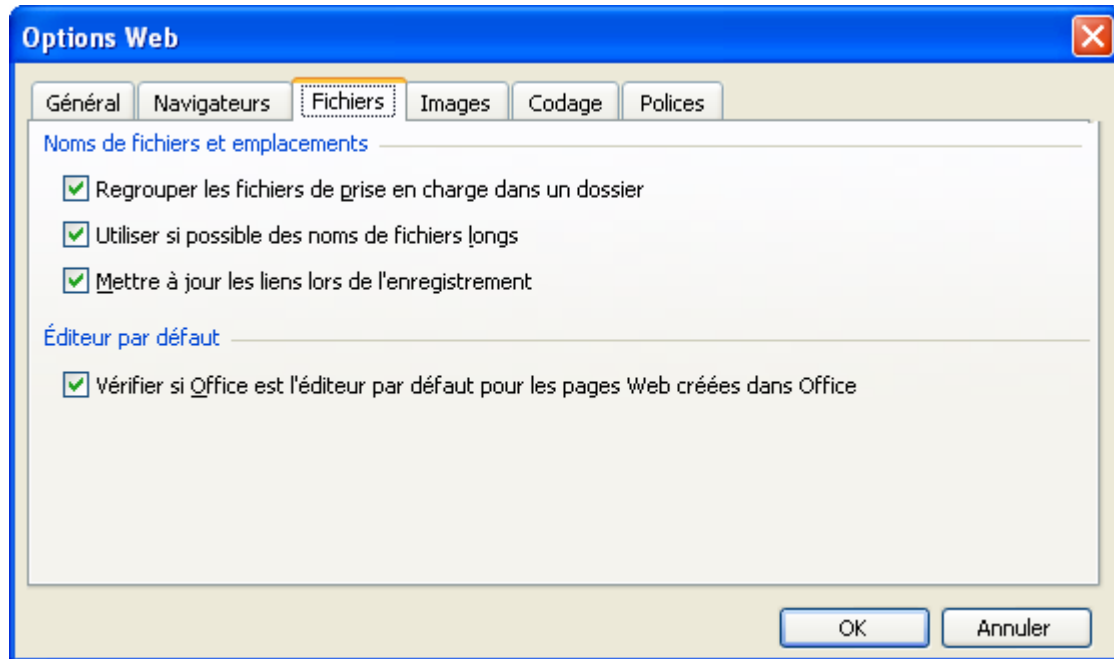 Options Web
Général Navigateurs Fichiers Images Codage Polices
Noms de fichiers et emplacements
Regrouper les fichiers de prise en charge dans un dossier
Utiliser si possible des noms de fichiers longs
Mettre à jour les liens lors de l'enregistrement
Éditeur par défaut
Vérifier si Office est l'éditeur par défaut pour les pages Web créées dans Office
OK Annuler